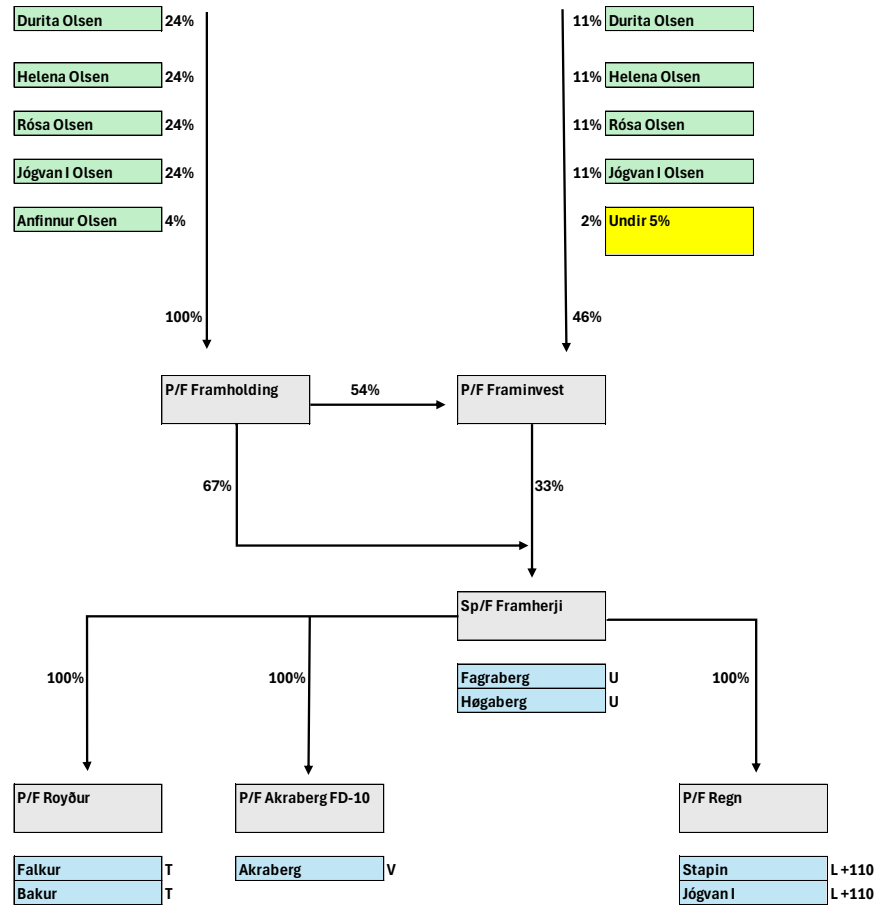 Durita Olsen 24% 11% Durita Olsen
Helena Olsen 24% 11% Helena Olsen
Rósa Olsen 24% 11% Rósa Olsen
Jógvan I Olsen 24% 11% Jógvan I Olsen
Anfinnur Olsen 4% 2% Undir 5%
100% 46%
P/F Framholding 54% P/F Framinvest
67% 33%
Sp/F Framherji
100% 100% Fagraberg U 100%
Høgaberg U
P/F Royður P/F Akraberg FD-10 P/F Regn
Falkur T Akraberg V Stapin L +110
Bakur T Jógvan I L +110